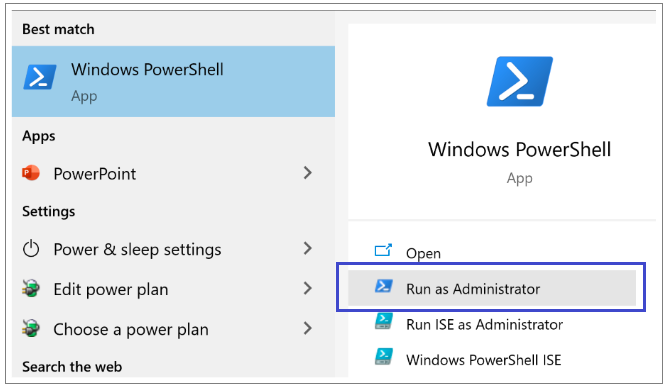 Best match
Windows PowerShell
App
Apps
PowerPoint
Settings
Power & sleep settings
Edit power plan
Choose a power plan
Search the web
Windows PowerShell
App
Open
Run as Administrator
Run ISE as Administrator
Windows PowerShell ISE